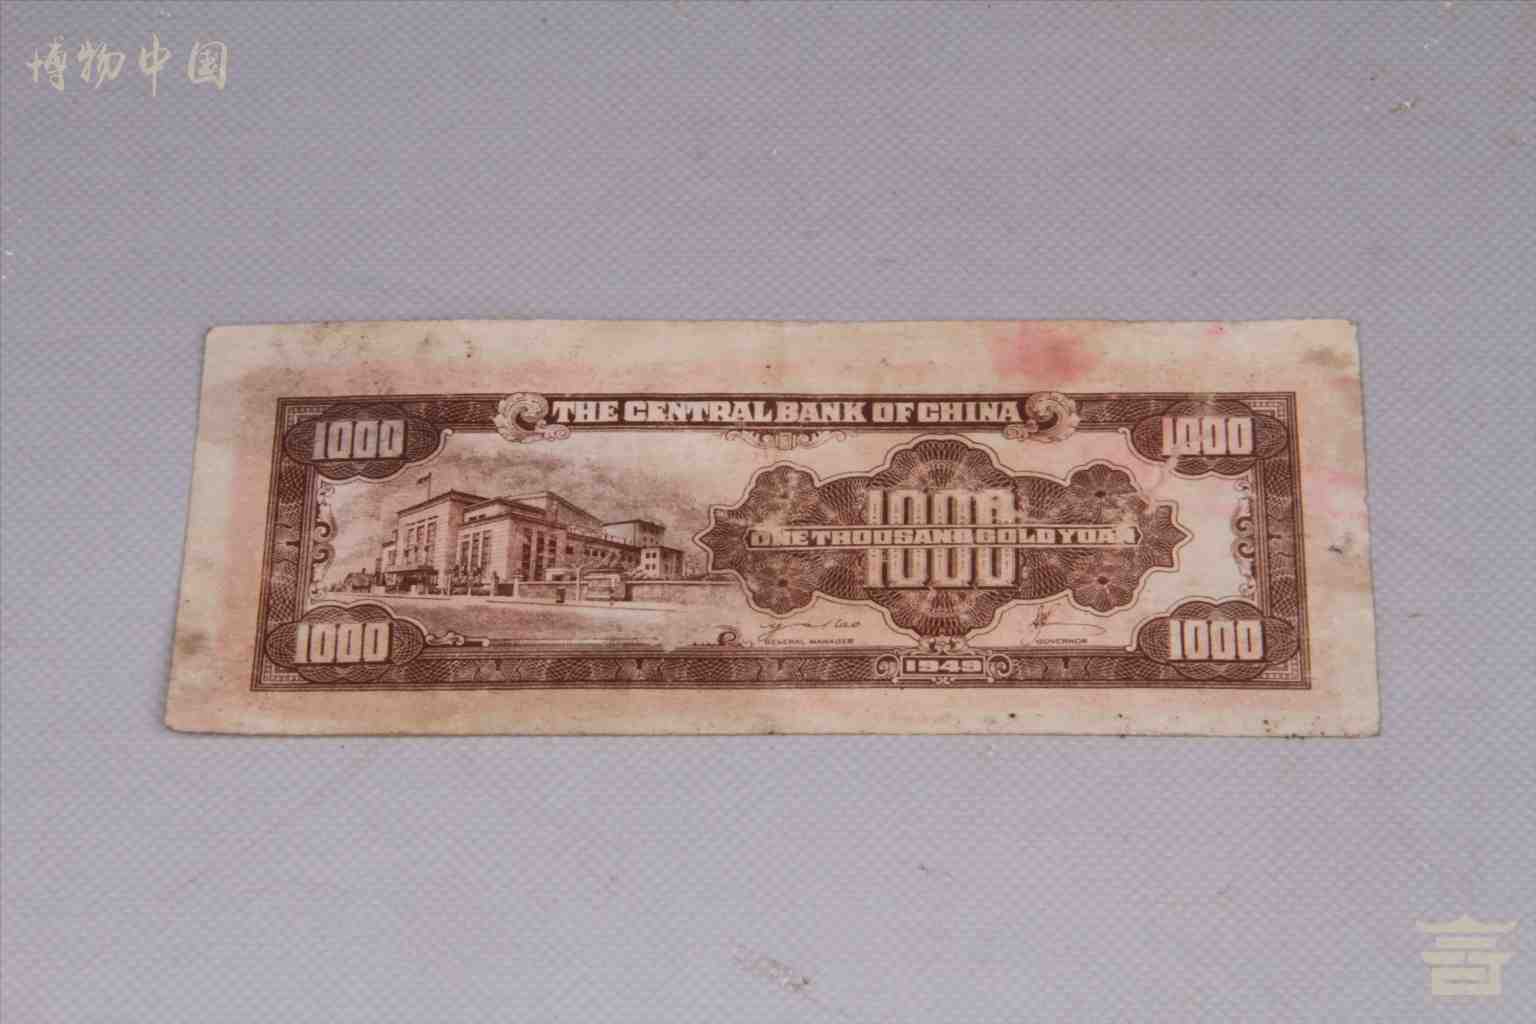 博物中国
THE CENTRAL BANK OF CHINA
1000
1000
1000
ONE THOUSAND GOLD YUAN
1000
1000
GENERAL MANAGER
GOVERNOR
1000
1949